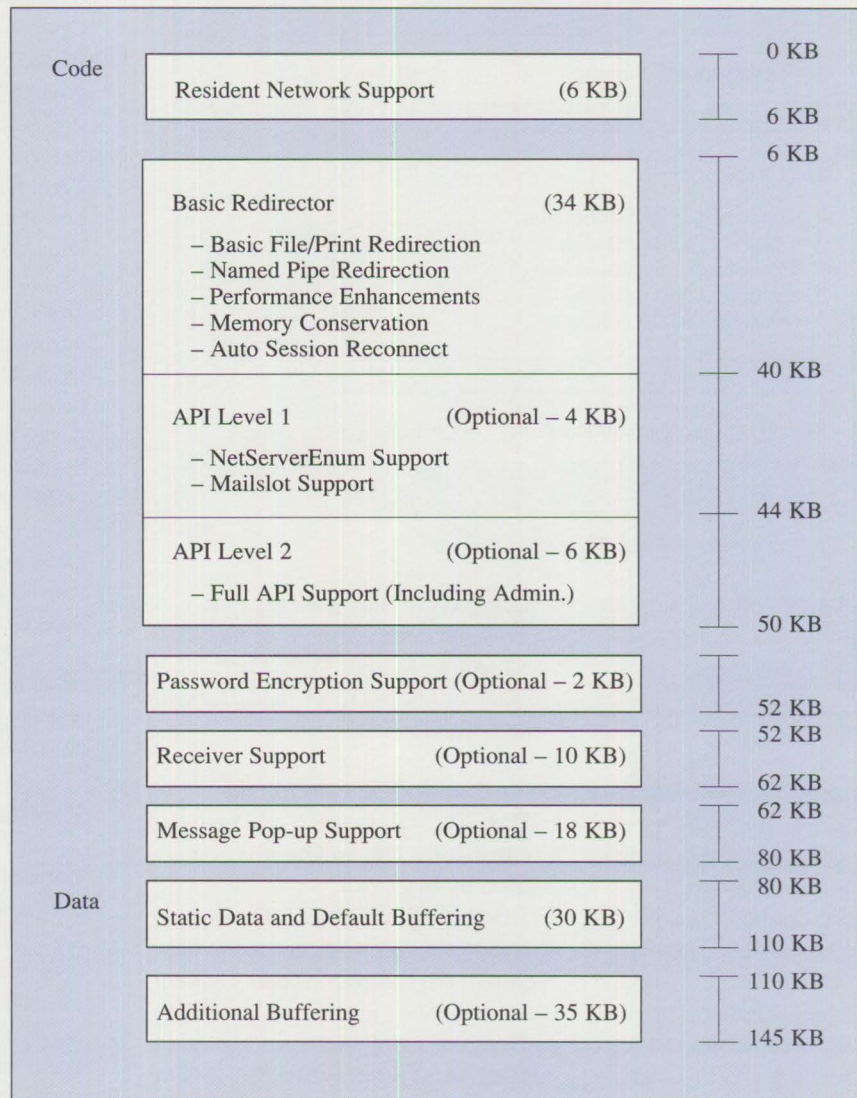 Code
Resident Network Support (6 KB)
0 KB
6 KB
6 KB
Basic Redirector (34 KB)
– Basic File/Print Redirection
– Named Pipe Redirection
– Performance Enhancements
– Memory Conservation
– Auto Session Reconnect
40 KB
API Level 1 (Optional – 4 KB)
– NetServerEnum Support
– Mailslot Support
44 KB
API Level 2 (Optional – 6 KB)
– Full API Support (Including Admin.)
50 KB
Password Encryption Support (Optional – 2 KB)
52 KB
52 KB
Receiver Support (Optional – 10 KB)
62 KB
62 KB
Message Pop-up Support (Optional – 18 KB)
80 KB
80 KB
Data
Static Data and Default Buffering (30 KB)
110 KB
110 KB
Additional Buffering (Optional – 35 KB)
145 KB